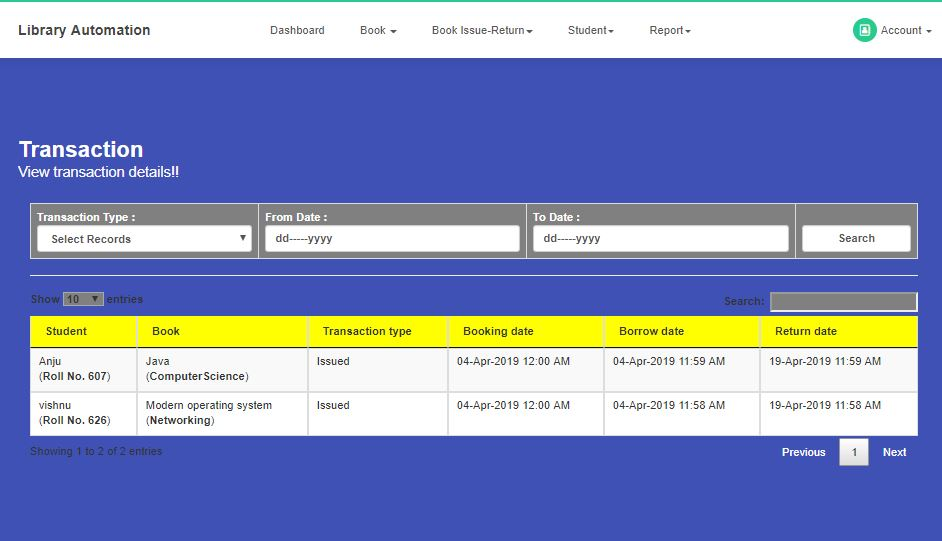 Library Automation Dashboard Book Book Issue-Return Student Report Account
Transaction
View transaction details!!
Transaction Type : From Date : To Date :
Select Records dd-----yyyy dd-----yyyy Search
Show 10 entries Search:
Student Book Transaction type Booking date Borrow date Return date
Anju Java Issued 04-Apr-2019 12:00 AM 04-Apr-2019 11:59 AM 19-Apr-2019 11:59 AM
(Roll No. 607) (ComputerScience)
vishnu Modern operating system Issued 04-Apr-2019 12:00 AM 04-Apr-2019 11:58 AM 19-Apr-2019 11:58 AM
(Roll No. 626) (Networking)
Showing 1 to 2 of 2 entries Previous 1 Next